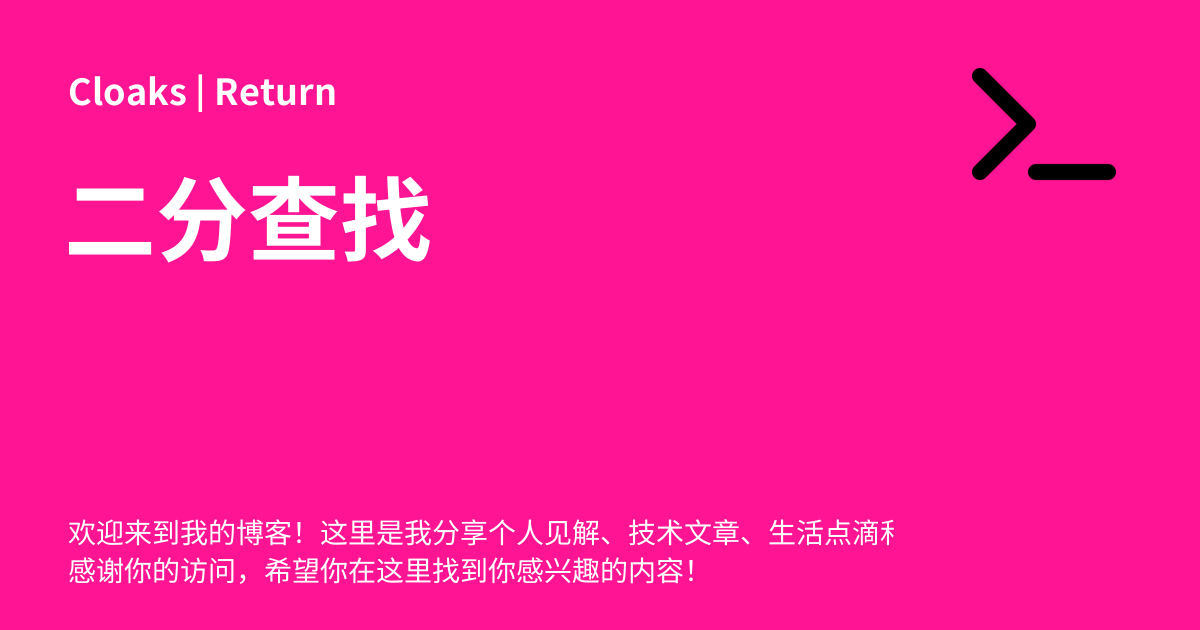 Cloaks | Return
二分查找
欢迎来到我的博客！这里是我分享个人见解、技术文章、生活点滴
感谢你的访问，希望你在这里找到你感兴趣的内容！